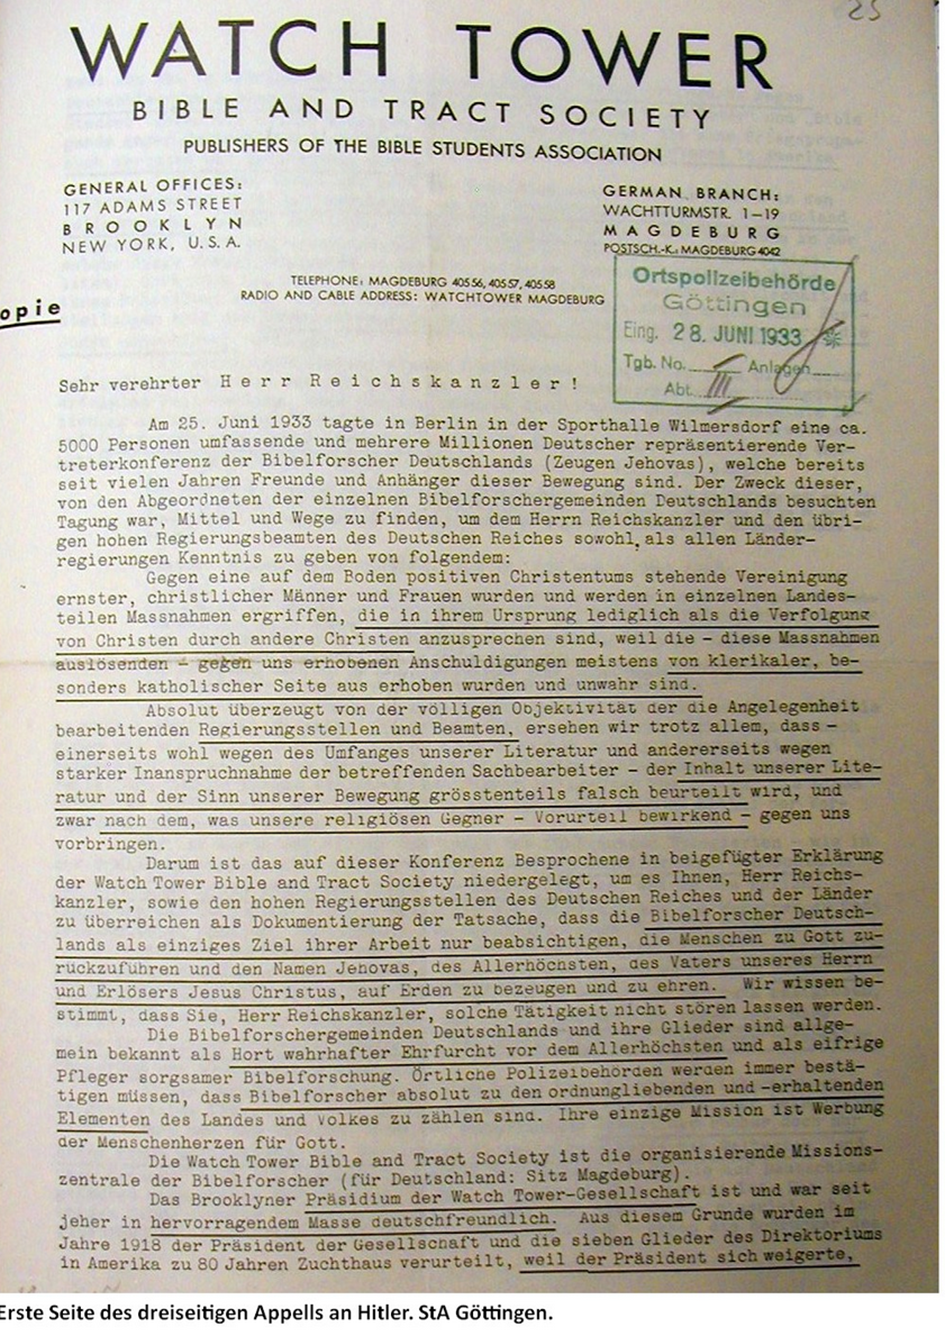 25
WATCH TOWER
BIBLE AND TRACT SOCIETY
PUBLISHERS OF THE BIBLE STUDENTS ASSOCIATION
GENERAL OFFICES:
117 ADAMS STREET
BROOKLYN
NEW YORK, U.S.A.
GERMAN BRANCH:
WACHTTURMSTR. 1–19
MAGDEBURG
POSTSCH.-K.: MAGDEBURG 4042
TELEPHONE: MAGDEBURG 40556, 40557, 40558
RADIO AND CABLE ADDRESS: WATCHTOWER MAGDEBURG
Ortspolizeibehörde
Göttingen
Eing. 28. JUNI 1933
Tgb. No. Anlagen
Abt. III
opie
Sehr verehrter Herr Reichskanzler!
Am 25. Juni 1933 tagte in Berlin in der Sporthalle Wilmersdorf eine ca.
5000 Personen umfassende und mehrere Millionen Deutscher repräsentierende Ver-
treterkonferenz der Bibelforscher Deutschlands (Zeugen Jehovas), welche bereits
seit vielen Jahren Freunde und Anhänger dieser Bewegung sind. Der Zweck dieser,
von den Abgeordneten der einzelnen Bibelforschergemeinden Deutschlands besuchten
Tagung war, Mittel und Wege zu finden, um dem Herrn Reichskanzler und den übri-
gen hohen Regierungsbeamten des Deutschen Reiches sowohl, als allen Länder-
regierungen Kenntnis zu geben von folgendem:
Gegen eine auf dem Boden positiven Christentums stehende Vereinigung
ernster, christlicher Männer und Frauen wurden und werden in einzelnen Landes-
teilen Massnahmen ergriffen, die in ihrem Ursprung lediglich als die Verfolgung
von Christen durch andere Christen anzusprechen sind, weil die – diese Massnahmen
auslösenden – gegen uns erhobenen Anschuldigungen meistens von klerikaler, be-
sonders katholischer Seite aus erhoben wurden und unwahr sind.
Absolut überzeugt von der völligen Objektivität der die Angelegenheit
bearbeitenden Regierungsstellen und Beamten, ersehen wir trotz allem, dass –
einerseits wohl wegen des Umfanges unserer Literatur und andererseits wegen
starker Inanspruchnahme der betreffenden Sachbearbeiter – der Inhalt unserer Lite-
ratur und der Sinn unserer Bewegung grösstenteils falsch beurteilt wird, und
zwar nach dem, was unsere religiösen Gegner – Vorurteil bewirkend – gegen uns
vorbringen.
Darum ist das auf dieser Konferenz Besprochene in beigefügter Erklärung
der Watch Tower Bible and Tract Society niedergelegt, um es Ihnen, Herr Reichs-
kanzler, sowie den hohen Regierungsstellen des Deutschen Reiches und der Länder
zu überreichen als Dokumentierung der Tatsache, dass die Bibelforscher Deutsch-
lands als einziges Ziel ihrer Arbeit nur beabsichtigen, die Menschen zu Gott zu-
rückzuführen und den Namen Jehovas, des Allerhöchsten, des Vaters unseres Herrn
und Erlösers Jesus Christus, auf Erden zu bezeugen und zu ehren. Wir wissen be-
stimmt, dass Sie, Herr Reichskanzler, solche Tätigkeit nicht stören lassen werden.
Die Bibelforschergemeinden Deutschlands und ihre Glieder sind allge-
mein bekannt als Hort wahrhafter Ehrfurcht vor dem Allerhöchsten und als eifrige
Pfleger sorgsamer Bibelforschung. Örtliche Polizeibehörden werden immer bestä-
tigen müssen, dass Bibelforscher absolut zu den ordnungliebenden und -erhaltenden
Elementen des Landes und Volkes zu zählen sind. Ihre einzige Mission ist Werbung
der Menschenherzen für Gott.
Die Watch Tower Bible and Tract Society ist die organisierende Missions-
zentrale der Bibelforscher (für Deutschland: Sitz Magdeburg).
Das Brooklyner Präsidium der Watch Tower-Gesellschaft ist und war seit
jeher in hervorragendem Masse deutschfreundlich. Aus diesem Grunde wurden im
Jahre 1918 der Präsident der Gesellschaft und die sieben Glieder des Direktoriums
in Amerika zu 80 Jahren Zuchthaus verurteilt, weil der Präsident sich weigerte,
Erste Seite des dreiseitigen Appells an Hitler. StA Göttingen.